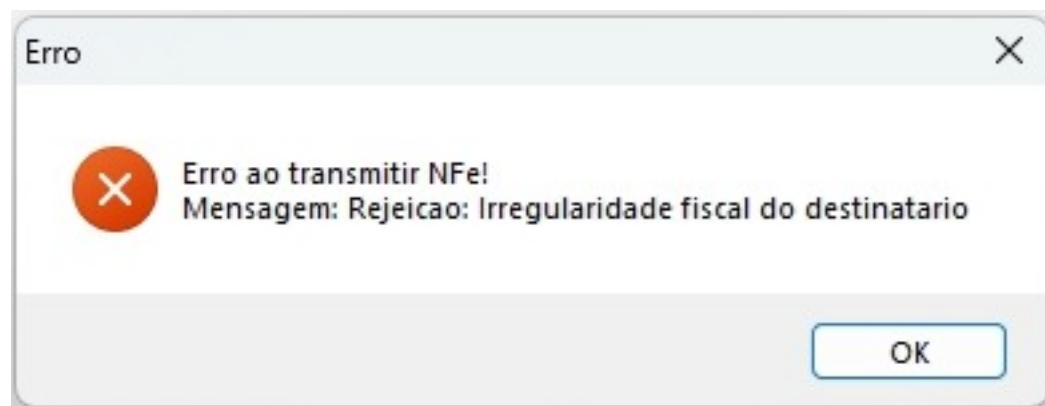 Erro
Erro ao transmitir NFe!
Mensagem: Rejeicao: Irregularidade fiscal do destinatario
OK